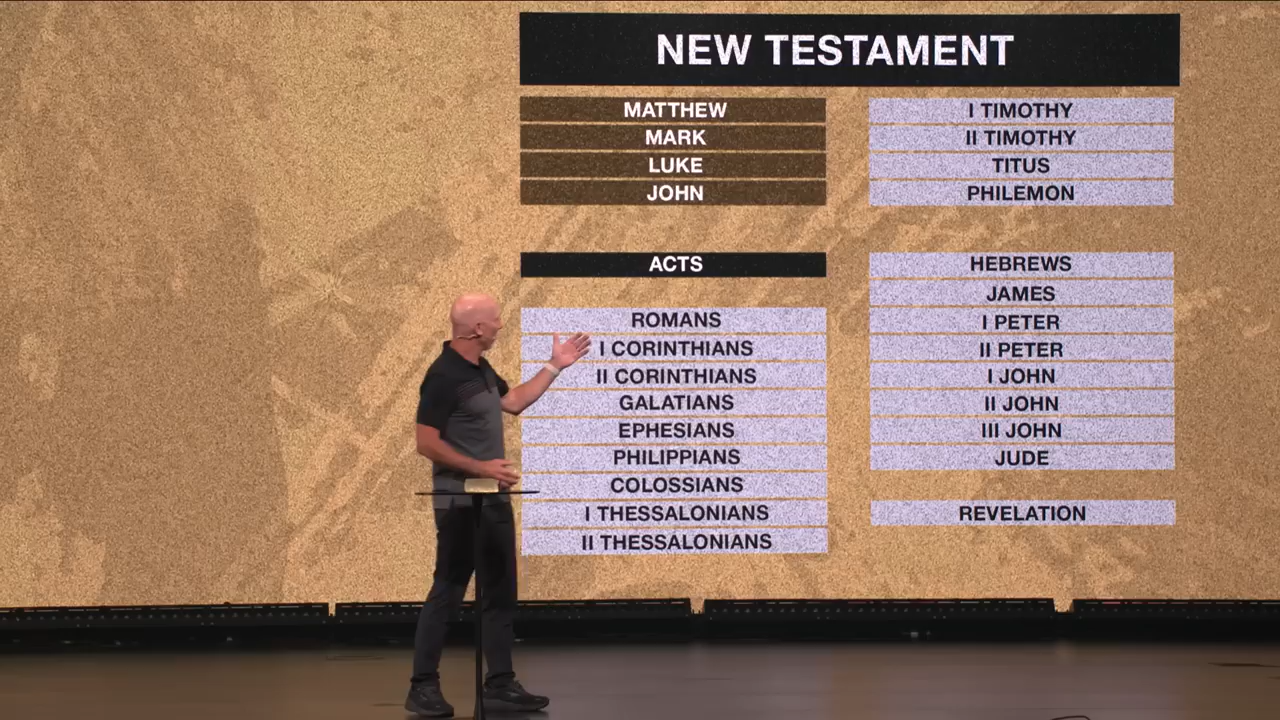 NEW TESTAMENT
MATTHEW
MARK
LUKE
JOHN
ACTS
ROMANS
I CORINTHIANS
II CORINTHIANS
GALATIANS
EPHESIANS
PHILIPPIANS
COLOSSIANS
I THESSALONIANS
II THESSALONIANS
I TIMOTHY
II TIMOTHY
TITUS
PHILEMON
HEBREWS
JAMES
I PETER
II PETER
I JOHN
II JOHN
III JOHN
JUDE
REVELATION